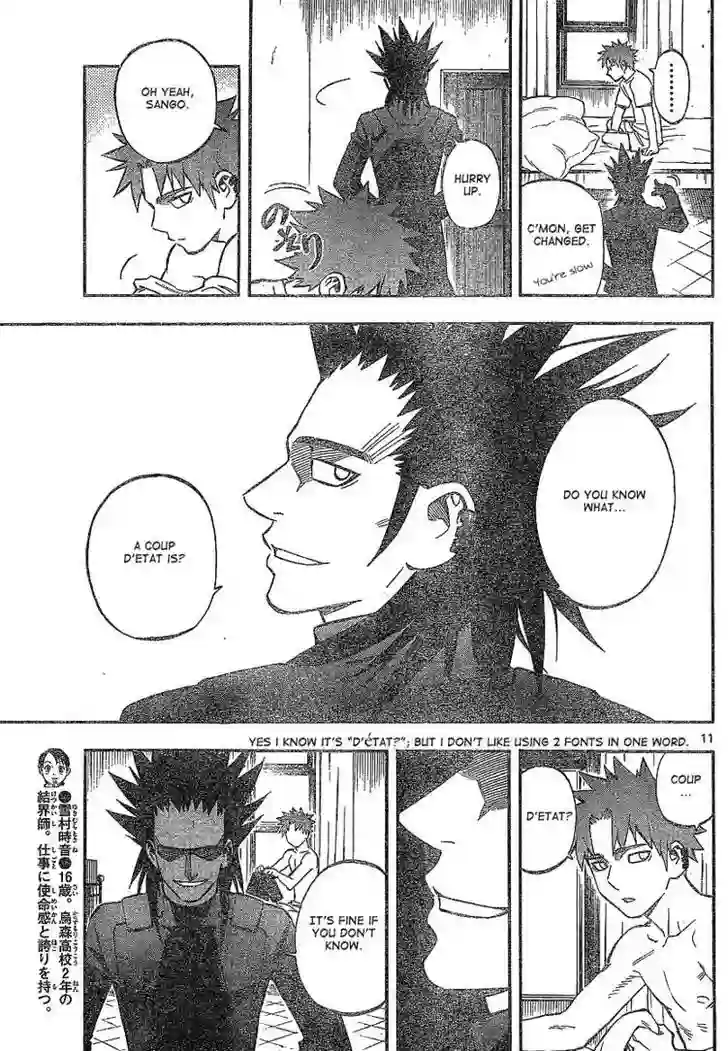 .......
C'MON, GET
CHANGED.
You're slow
HURRY
UP.
のそり
OH YEAH,
SANGO.
DO YOU KNOW
WHAT...
A COUP
D'ETAT IS?
YES I KNOW IT'S "D'éTAT?"; BUT I DON'T LIKE USING 2 FONTS IN ONE WORD.
11
COUP
...
D'ETAT?
IT'S FINE IF
YOU DON'T
KNOW.
雪村時音 16歳。烏森高校2年の
結界師。仕事に使命感と誇りを持つ。